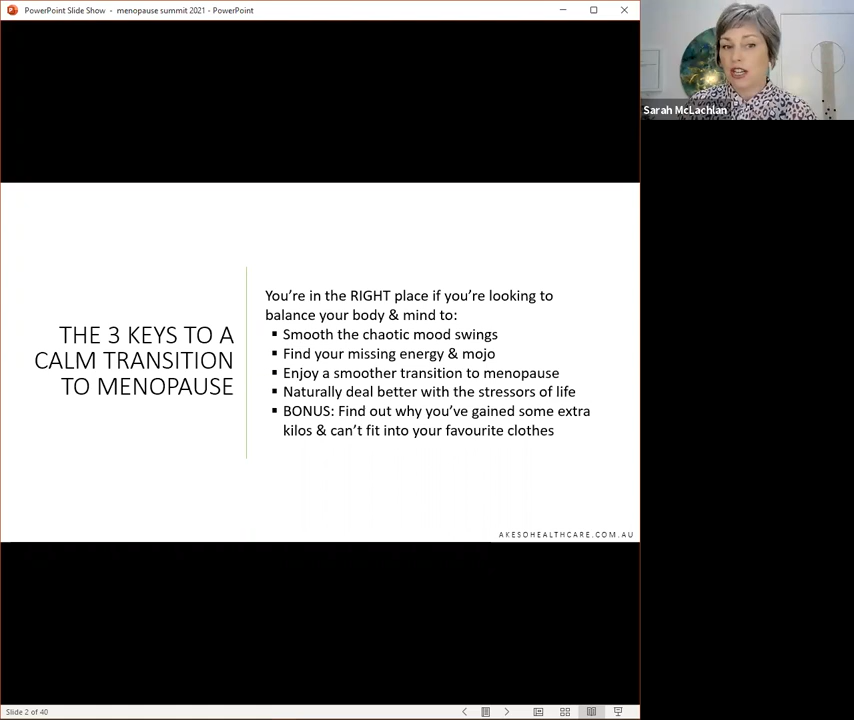 PowerPoint Slide Show - menopause summit 2021 - PowerPoint
Sarah McLachlan
THE 3 KEYS TO A
CALM TRANSITION
TO MENOPAUSE
You’re in the RIGHT place if you’re looking to
balance your body & mind to:
▪ Smooth the chaotic mood swings
▪ Find your missing energy & mojo
▪ Enjoy a smoother transition to menopause
▪ Naturally deal better with the stressors of life
▪ BONUS: Find out why you’ve gained some extra
kilos & can’t fit into your favourite clothes
AKESOHEALTHCARE.COM.AU
Slide 2 of 40